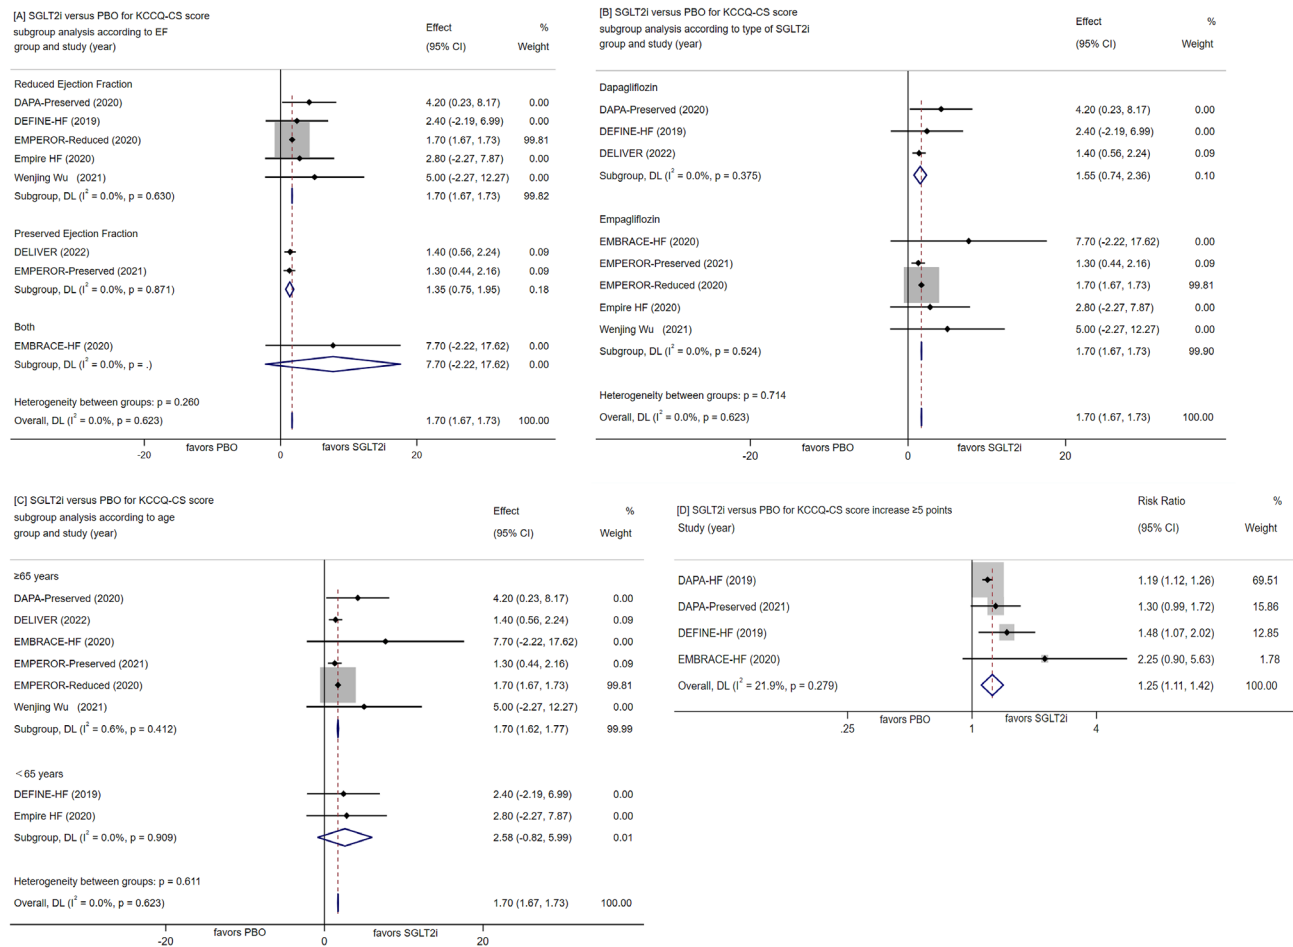 [A] SGLT2i versus PBO for KCCQ-CS score
subgroup analysis according to EF
group and study (year)
Effect
(95% CI)
%
Weight
Reduced Ejection Fraction
DAPA-Preserved (2020) 4.20 (0.23, 8.17) 0.00
DEFINE-HF (2019) 2.40 (-2.19, 6.99) 0.00
EMPEROR-Reduced (2020) 1.70 (1.67, 1.73) 99.81
Empire HF (2020) 2.80 (-2.27, 7.87) 0.00
Wenjing Wu (2021) 5.00 (-2.27, 12.27) 0.00
Subgroup, DL (I² = 0.0%, p = 0.630) 1.70 (1.67, 1.73) 99.82
Preserved Ejection Fraction
DELIVER (2022) 1.40 (0.56, 2.24) 0.09
EMPEROR-Preserved (2021) 1.30 (0.44, 2.16) 0.09
Subgroup, DL (I² = 0.0%, p = 0.871) 1.35 (0.75, 1.95) 0.18
Both
EMBRACE-HF (2020) 7.70 (-2.22, 17.62) 0.00
Subgroup, DL (I² = 0.0%, p = .) 7.70 (-2.22, 17.62) 0.00
Heterogeneity between groups: p = 0.260
Overall, DL (I² = 0.0%, p = 0.623) 1.70 (1.67, 1.73) 100.00
favors PBO favors SGLT2i
-20 0 20
[B] SGLT2i versus PBO for KCCQ-CS score
subgroup analysis according to type of SGLT2i
group and study (year)
Effect
(95% CI)
%
Weight
Dapagliflozin
DAPA-Preserved (2020) 4.20 (0.23, 8.17) 0.00
DEFINE-HF (2019) 2.40 (-2.19, 6.99) 0.00
DELIVER (2022) 1.40 (0.56, 2.24) 0.09
Subgroup, DL (I² = 0.0%, p = 0.375) 1.55 (0.74, 2.36) 0.10
Empagliflozin
EMBRACE-HF (2020) 7.70 (-2.22, 17.62) 0.00
EMPEROR-Preserved (2021) 1.30 (0.44, 2.16) 0.09
EMPEROR-Reduced (2020) 1.70 (1.67, 1.73) 99.81
Empire HF (2020) 2.80 (-2.27, 7.87) 0.00
Wenjing Wu (2021) 5.00 (-2.27, 12.27) 0.00
Subgroup, DL (I² = 0.0%, p = 0.524) 1.70 (1.67, 1.73) 99.90
Heterogeneity between groups: p = 0.714
Overall, DL (I² = 0.0%, p = 0.623) 1.70 (1.67, 1.73) 100.00
favors PBO favors SGLT2i
-20 0 20
[C] SGLT2i versus PBO for KCCQ-CS score
subgroup analysis according to age
group and study (year)
Effect
(95% CI)
%
Weight
≥65 years
DAPA-Preserved (2020) 4.20 (0.23, 8.17) 0.00
DELIVER (2022) 1.40 (0.56, 2.24) 0.09
EMBRACE-HF (2020) 7.70 (-2.22, 17.62) 0.00
EMPEROR-Preserved (2021) 1.30 (0.44, 2.16) 0.09
EMPEROR-Reduced (2020) 1.70 (1.67, 1.73) 99.81
Wenjing Wu (2021) 5.00 (-2.27, 12.27) 0.00
Subgroup, DL (I² = 0.6%, p = 0.412) 1.70 (1.62, 1.77) 99.99
＜65 years
DEFINE-HF (2019) 2.40 (-2.19, 6.99) 0.00
Empire HF (2020) 2.80 (-2.27, 7.87) 0.00
Subgroup, DL (I² = 0.0%, p = 0.909) 2.58 (-0.82, 5.99) 0.01
Heterogeneity between groups: p = 0.611
Overall, DL (I² = 0.0%, p = 0.623) 1.70 (1.67, 1.73) 100.00
favors PBO favors SGLT2i
-20 0 20
[D] SGLT2i versus PBO for KCCQ-CS score increase ≥5 points
Study (year)
Risk Ratio
(95% CI)
%
Weight
DAPA-HF (2019) 1.19 (1.12, 1.26) 69.51
DAPA-Preserved (2021) 1.30 (0.99, 1.72) 15.86
DEFINE-HF (2019) 1.48 (1.07, 2.02) 12.85
EMBRACE-HF (2020) 2.25 (0.90, 5.63) 1.78
Overall, DL (I² = 21.9%, p = 0.279) 1.25 (1.11, 1.42) 100.00
favors PBO favors SGLT2i
.25 1 4